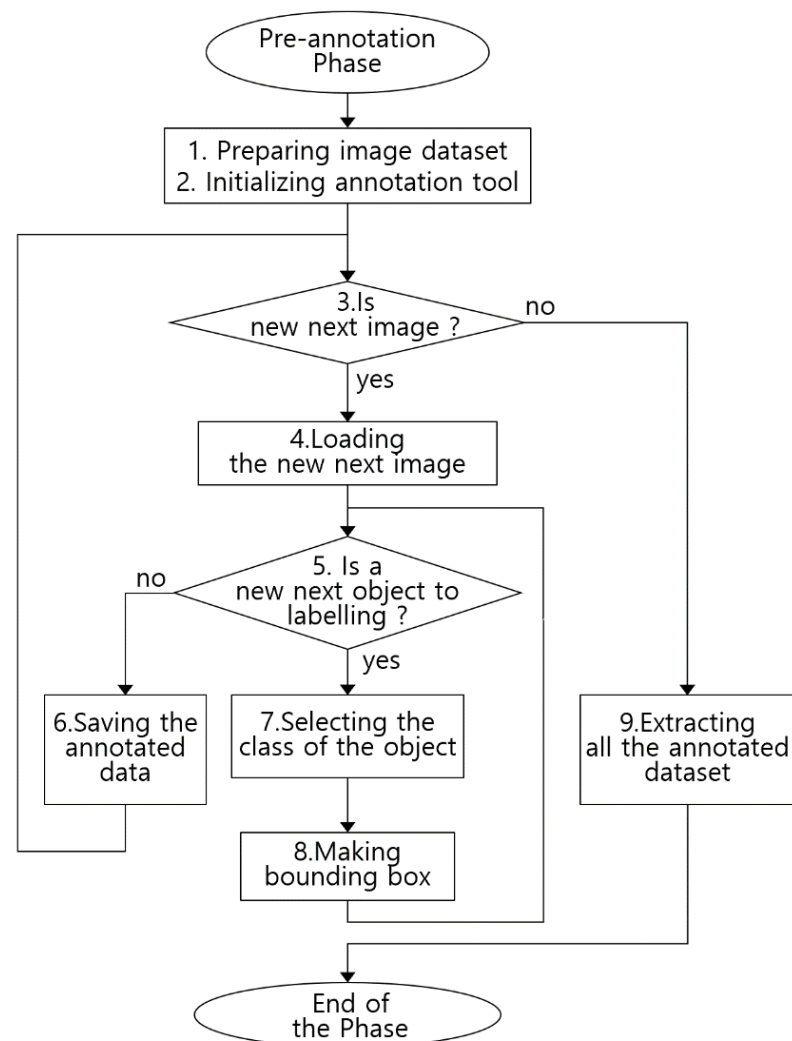 Pre-annotation
Phase
1. Preparing image dataset
2. Initializing annotation tool
3.Is
new next image ?
no
yes
4.Loading
the new next image
5. Is a
new next object to
labelling ?
no
yes
6.Saving the
annotated
data
7.Selecting the
class of the object
9.Extracting
all the annotated
dataset
8.Making
bounding box
End of
the Phase